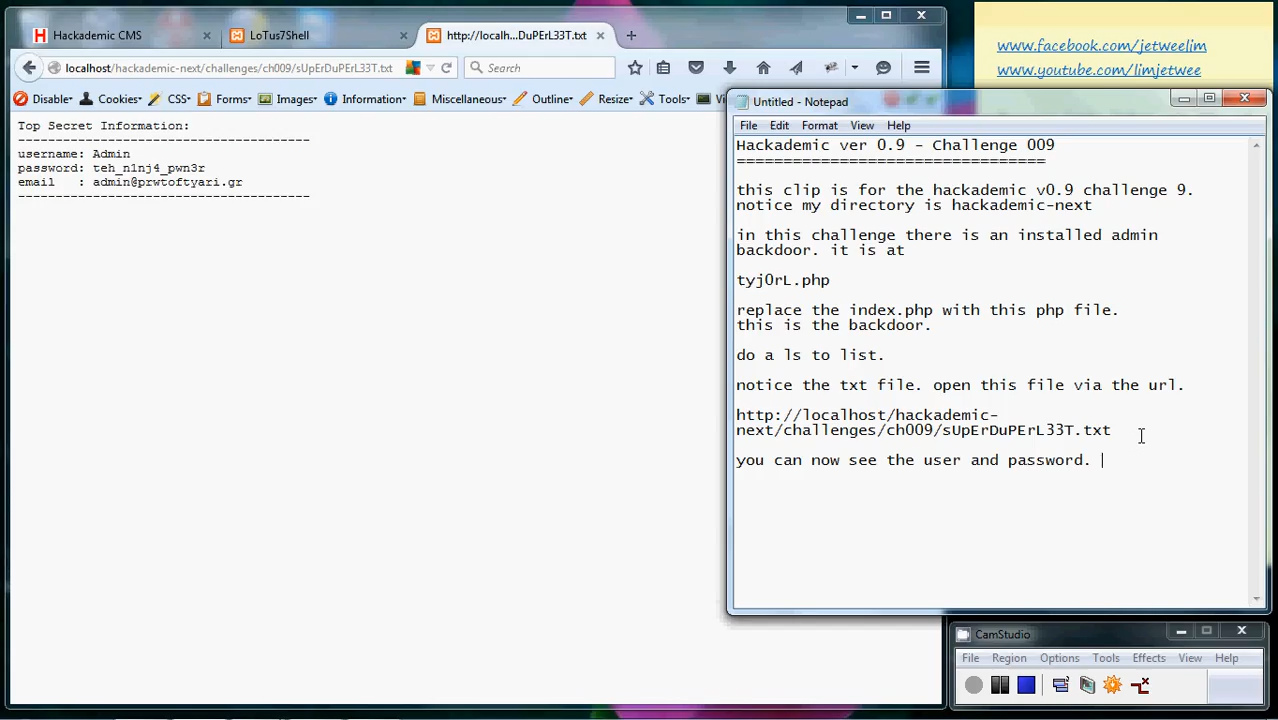 Hackademic CMS
LoTus7Shell
http://localh...DuPErL33T.txt
localhost/hackademic-next/challenges/ch009/sUpErDuPErL33T.txt
Search
Disable
Cookies
CSS
Forms
Images
Information
Miscellaneous
Outline
Resize
Tools
Top Secret Information:
---------------------------------------
username: Admin
password: teh_n1nj4_pwn3r
email   : admin@prwtoftyari.gr
---------------------------------------
www.facebook.com/jetweelim
www.youtube.com/limjetwee
Untitled - Notepad
File Edit Format View Help
Hackademic ver 0.9 - Challenge 009
=================================
this clip is for the hackademic v0.9 challenge 9.
notice my directory is hackademic-next
in this challenge there is an installed admin
backdoor. it is at
tyj0rL.php
replace the index.php with this php file.
this is the backdoor.
do a ls to list.
notice the txt file. open this file via the url.
http://localhost/hackademic-
next/challenges/ch009/sUpErDuPErL33T.txt
you can now see the user and password.
CamStudio
File Region Options Tools Effects View Help